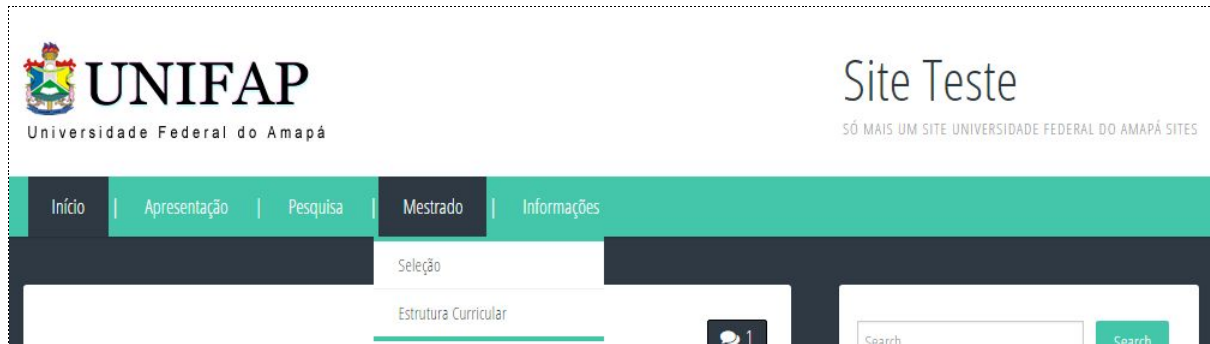 UNIFAP
Universidade Federal do Amapá
Site Teste
SÓ MAIS UM SITE UNIVERSIDADE FEDERAL DO AMAPÁ SITES
Início | Apresentação | Pesquisa | Mestrado | Informações
Seleção
Estrutura Curricular
1
Search Search